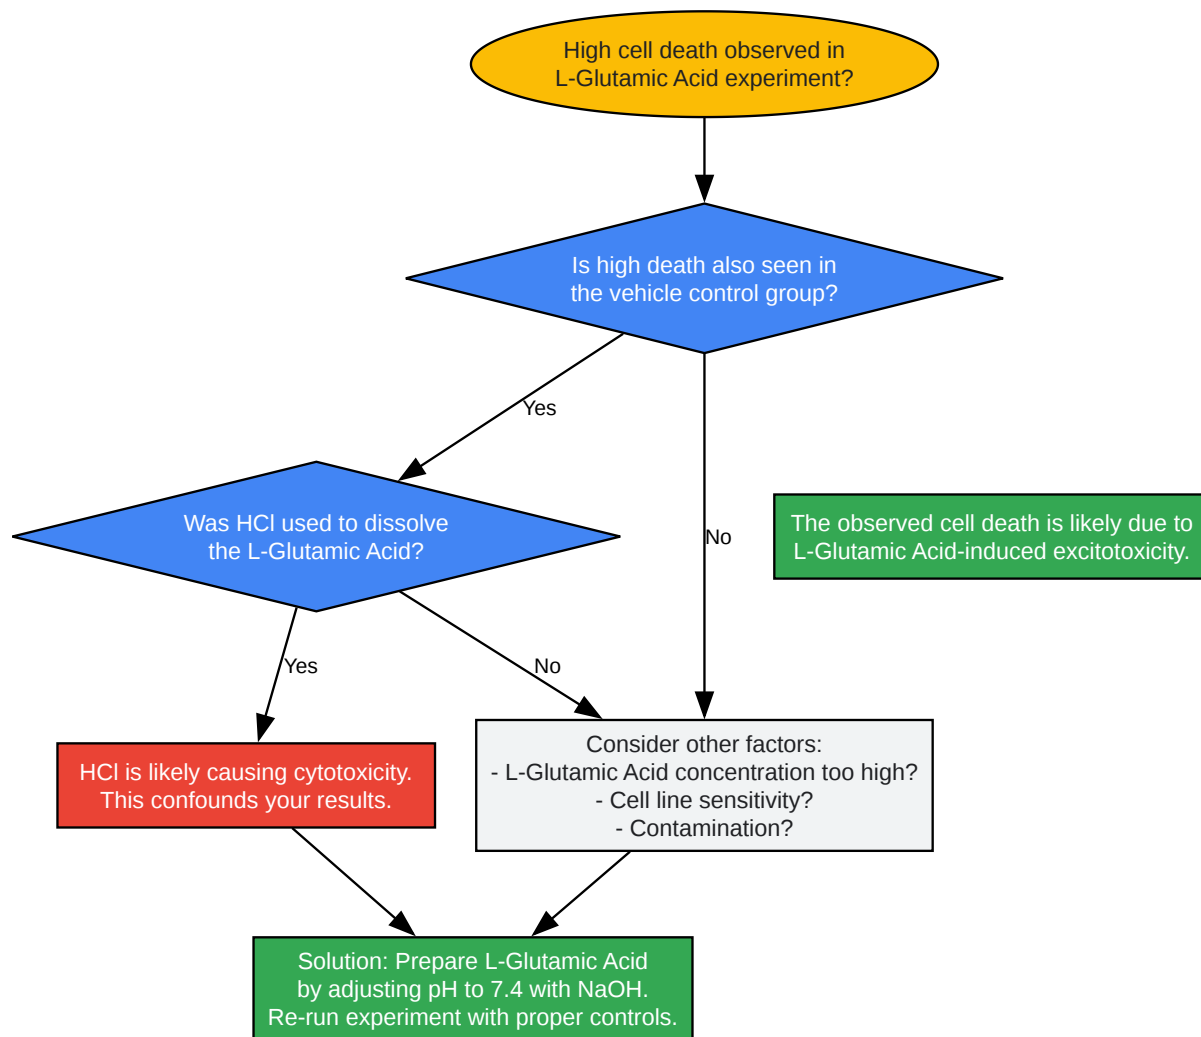 High cell death observed in
L-Glutamic Acid experiment?
Is high death also seen in
the vehicle control group?
Yes
Was HCl used to dissolve
the L-Glutamic Acid?
No
The observed cell death is likely due to
L-Glutamic Acid-induced excitotoxicity.
Yes
No
HCl is likely causing cytotoxicity.
This confounds your results.
Consider other factors:
- L-Glutamic Acid concentration too high?
- Cell line sensitivity?
- Contamination?
Solution: Prepare L-Glutamic Acid
by adjusting pH to 7.4 with NaOH.
Re-run experiment with proper controls.